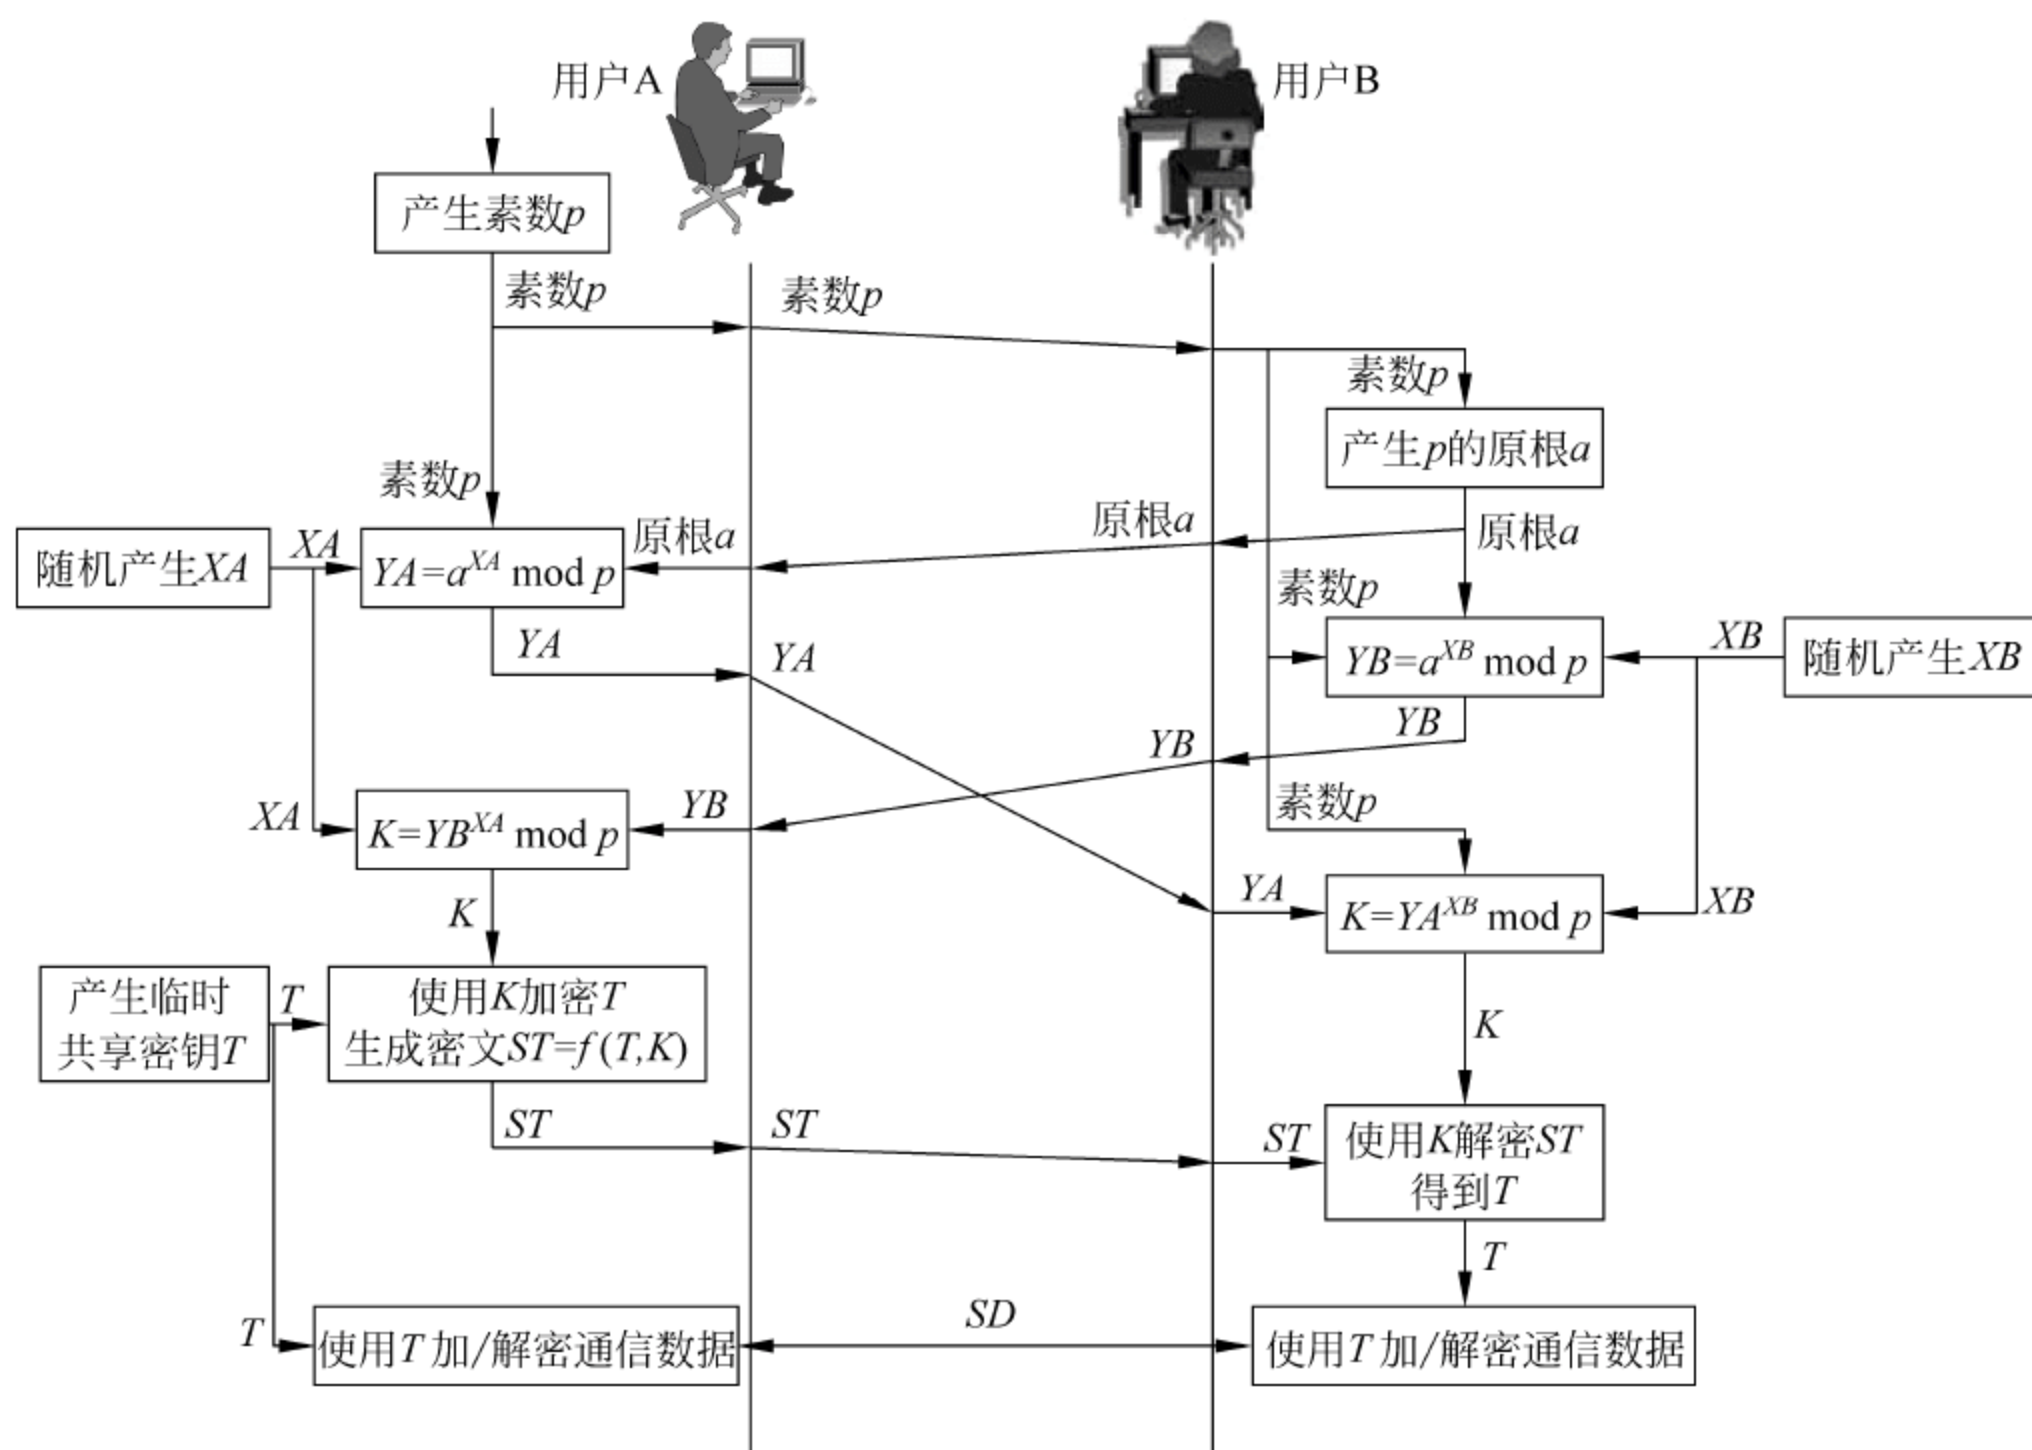 用户A
用户B
产生素数p
素数p
素数p
素数p
产生p的原根a
素数p
原根a
原根a
原根a
随机产生XA
XA
YA=a^XA mod p
素数p
YA
YA
YB=a^XB mod p
XB
随机产生XB
YB
YB
素数p
XA
K=YB^XA mod p
YB
YA
K=YA^XB mod p
XB
K
产生临时
共享密钥T
T
使用K加密T
生成密文ST=f(T,K)
K
ST
ST
ST
使用K解密ST
得到T
T
T
使用T加/解密通信数据
SD
使用T加/解密通信数据